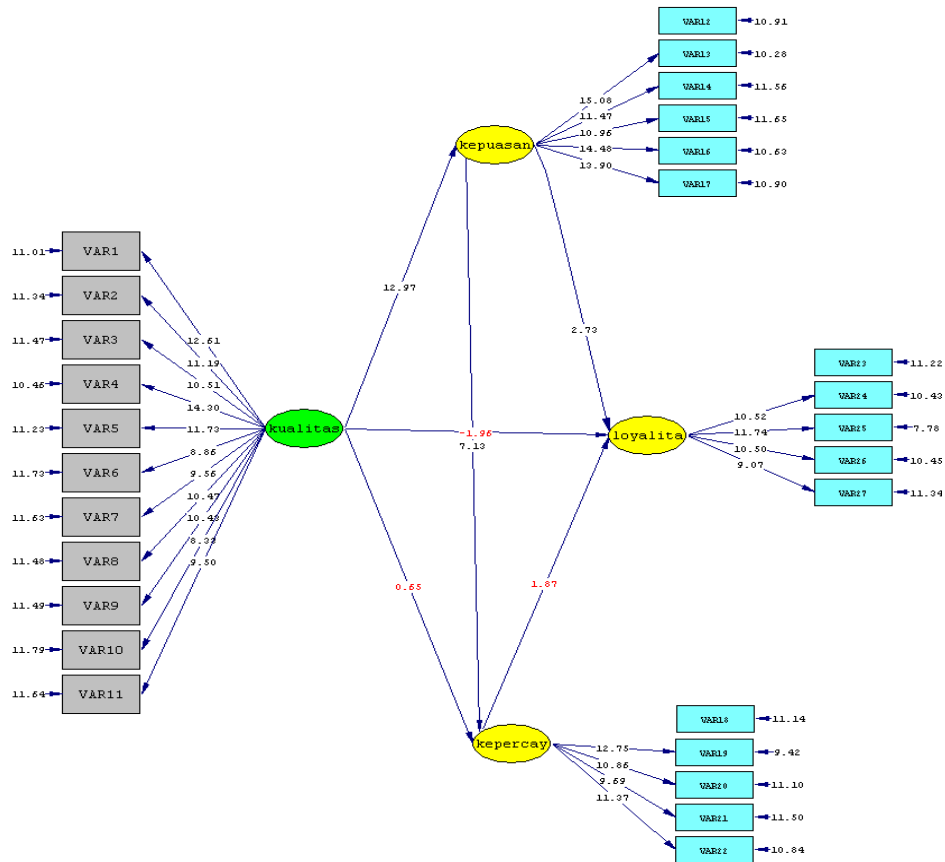 VAR12 10.91
VAR13 10.28
VAR14 11.56
15.08
11.47
10.96
VAR15 11.65
kepuasan
14.48
VAR16 10.63
13.90
VAR17 10.90
11.01 VAR1
11.34 VAR2
12.97
11.47 VAR3
12.61
2.73
11.19
VAR23 11.22
10.46 VAR4
10.51
VAR24 10.43
14.30
10.52
11.23 VAR5
11.73
kualitas
-1.96
loyalita
11.74
VAR25 7.78
7.13
8.86
10.50
VAR26 10.45
11.73 VAR6
9.56
9.07
VAR27 11.34
10.47
11.63 VAR7
10.43
8.33
11.48 VAR8
9.50
0.65
1.87
11.49 VAR9
11.79 VAR10
11.64 VAR11
VAR18 11.14
kepercay
12.75
VAR19 9.42
10.86
9.69
VAR20 11.10
11.37
VAR21 11.50
VAR22 10.84